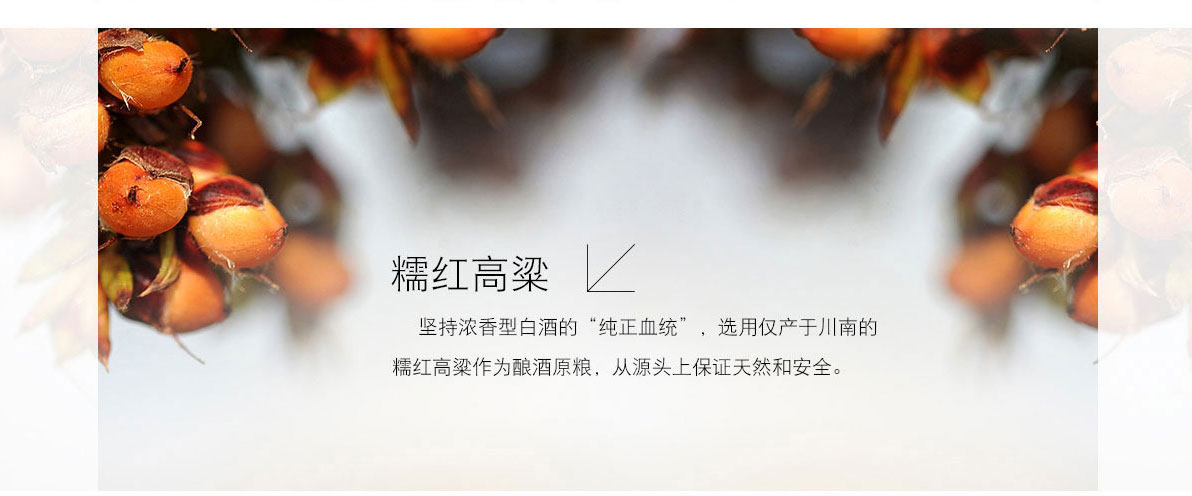 糯红高粱
坚持浓香型白酒的“纯正血统”，选用仅产于川南的
糯红高粱作为酿酒原粮，从源头上保证天然和安全。